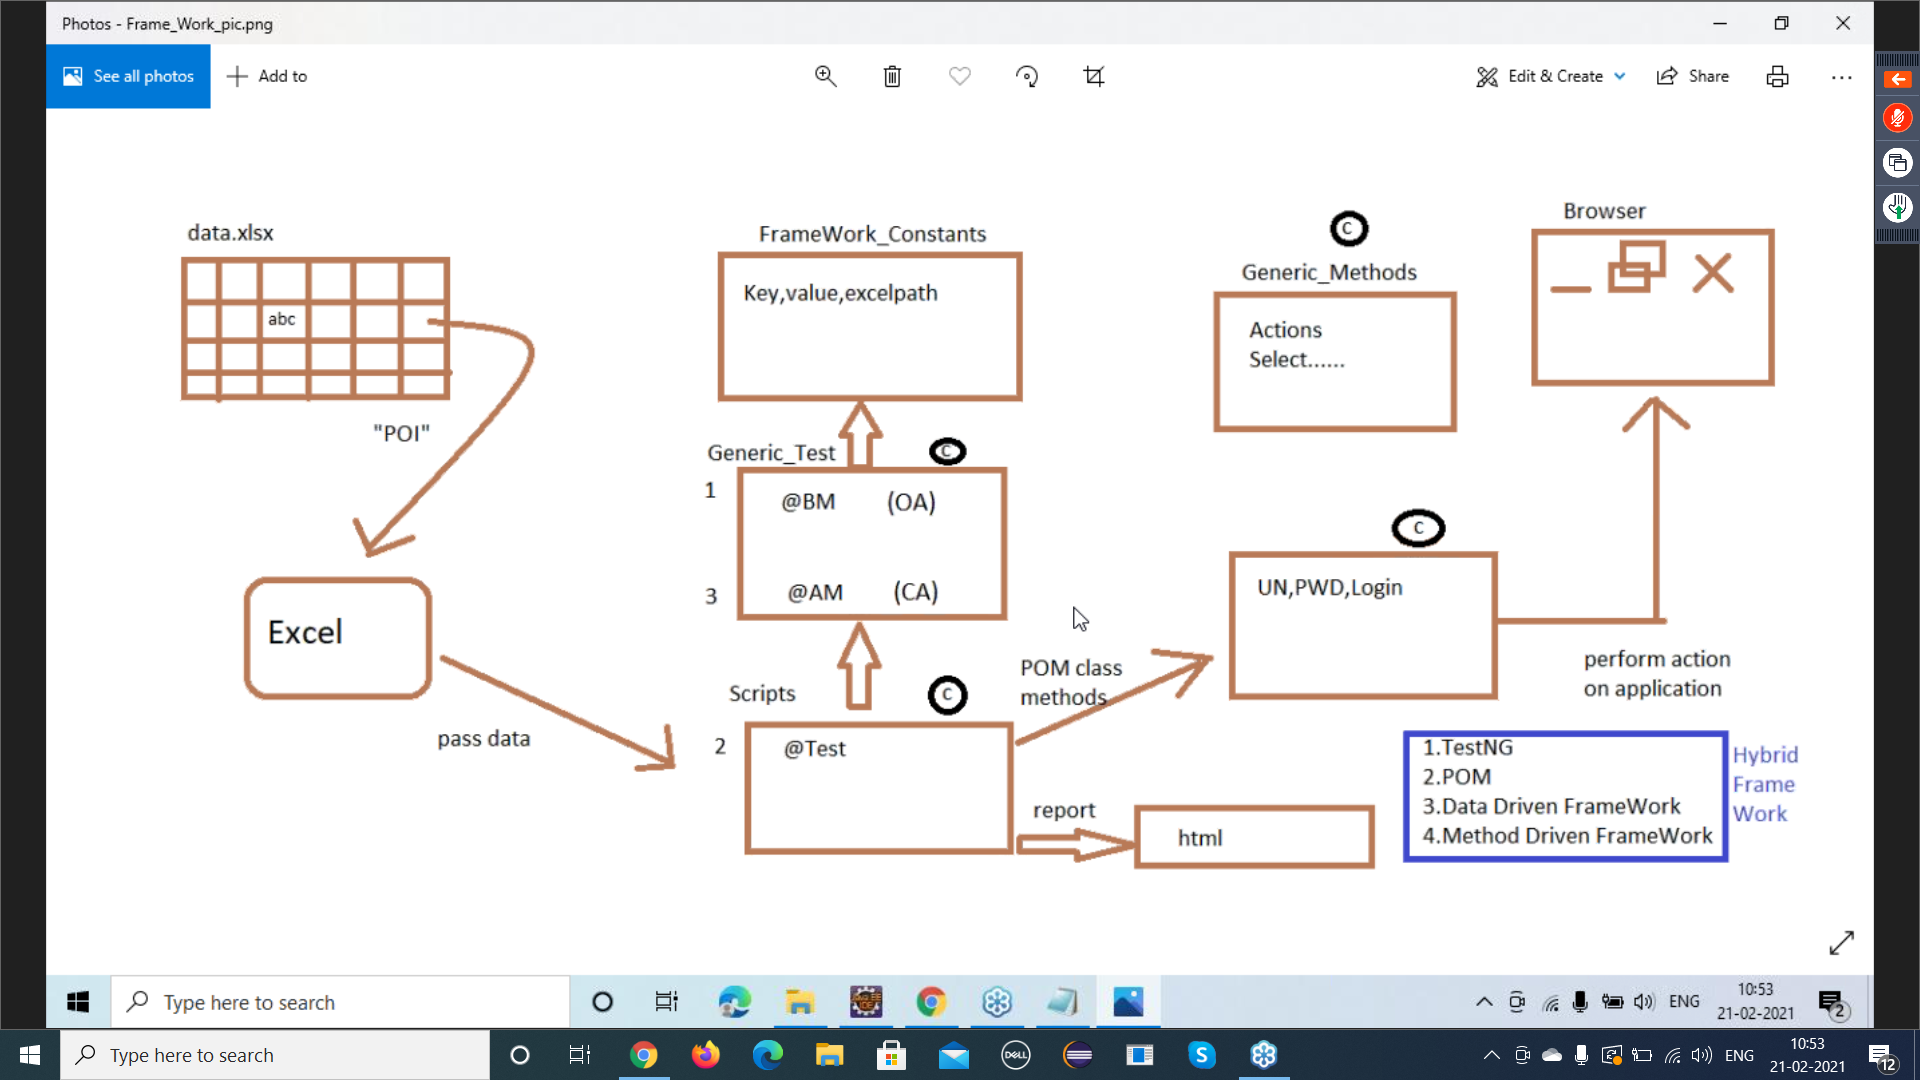 Photos - Frame_Work_pic.png
See all photos
Add to
Edit & Create
Share
data.xlsx
abc
"POI"
Excel
pass data
FrameWork_Constants
Key,value,excelpath
Generic_Test
C
1
@BM (OA)
3
@AM (CA)
Scripts
C
2
@Test
POM class
methods
report
html
C
Generic_Methods
Actions
Select......
Browser
C
UN,PWD,Login
perform action
on application
1.TestNG
2.POM
3.Data Driven FrameWork
4.Method Driven FrameWork
Hybrid
Frame
Work
Type here to search
ENG
10:53
21-02-2021
2
Type here to search
DELL
S
ENG
10:53
21-02-2021
12